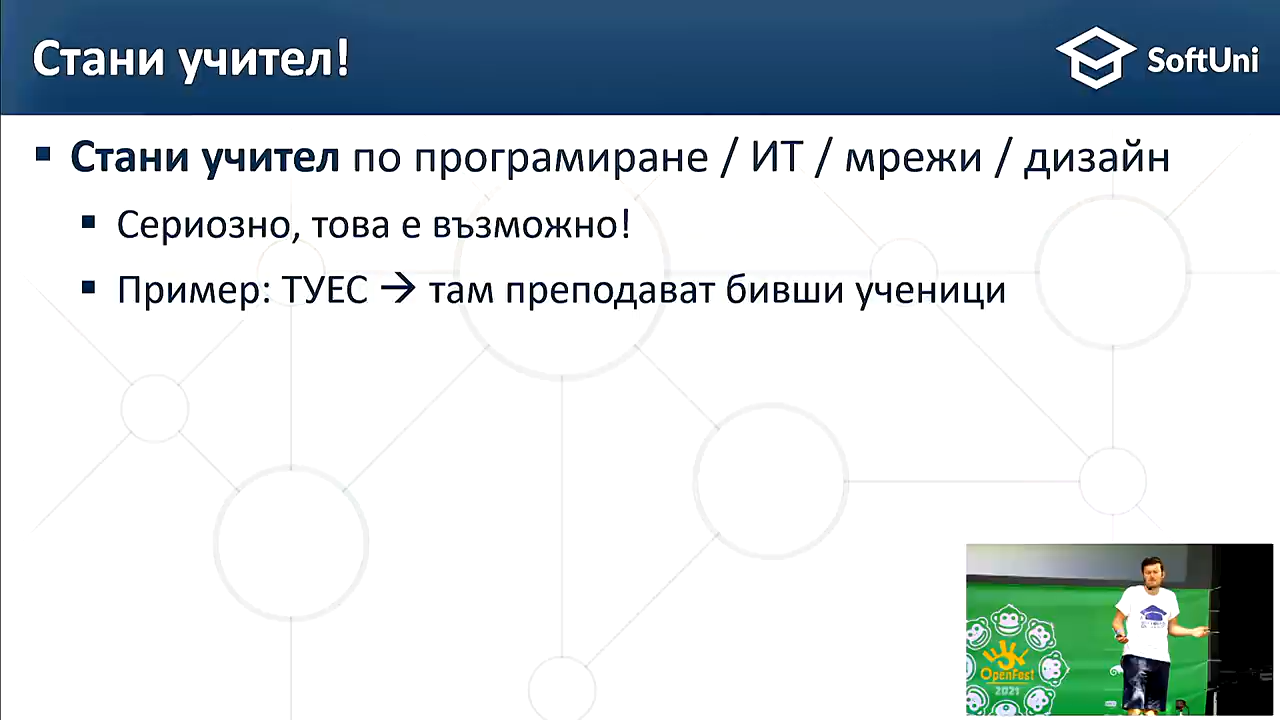 Стани учител!
SoftUni
▪ Стани учител по програмиране / ИТ / мрежи / дизайн
▪ Сериозно, това е възможно!
▪ Пример: ТУЕС → там преподават бивши ученици
OpenFest
2021